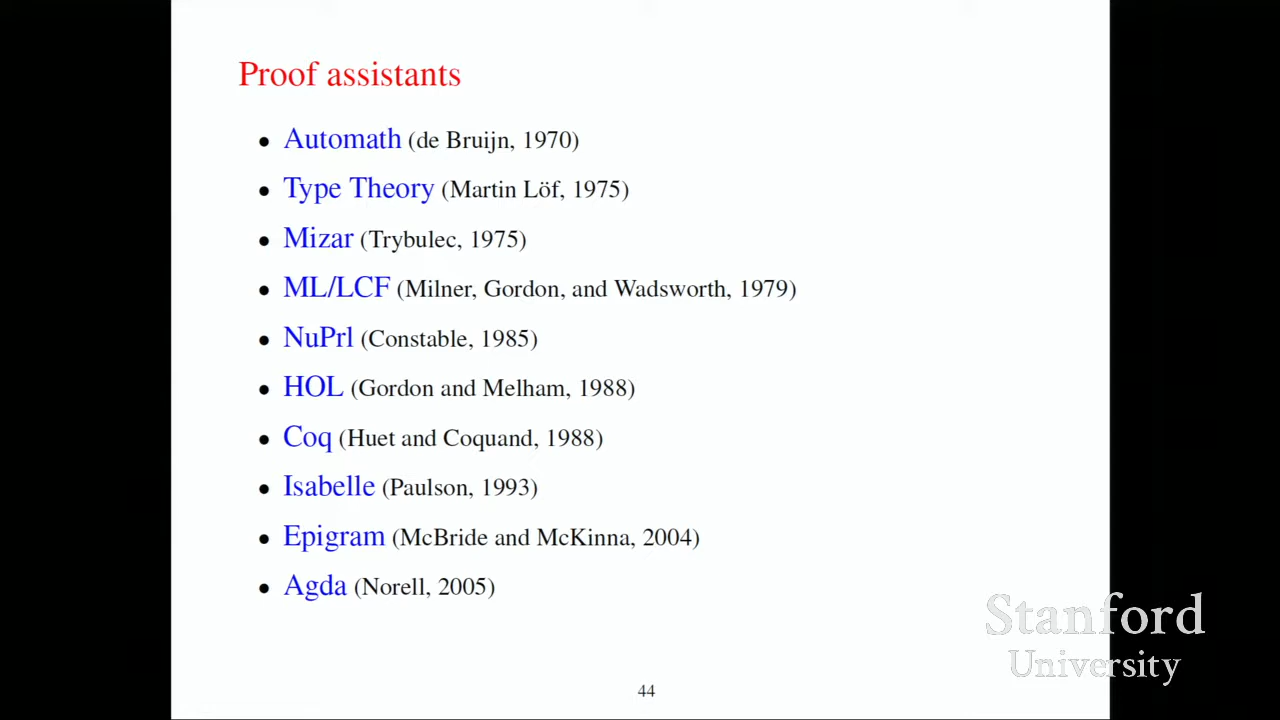 Proof assistants
• Automath (de Bruijn, 1970)
• Type Theory (Martin Löf, 1975)
• Mizar (Trybulec, 1975)
• ML/LCF (Milner, Gordon, and Wadsworth, 1979)
• NuPrl (Constable, 1985)
• HOL (Gordon and Melham, 1988)
• Coq (Huet and Coquand, 1988)
• Isabelle (Paulson, 1993)
• Epigram (McBride and McKinna, 2004)
• Agda (Norell, 2005)
Stanford
University
44